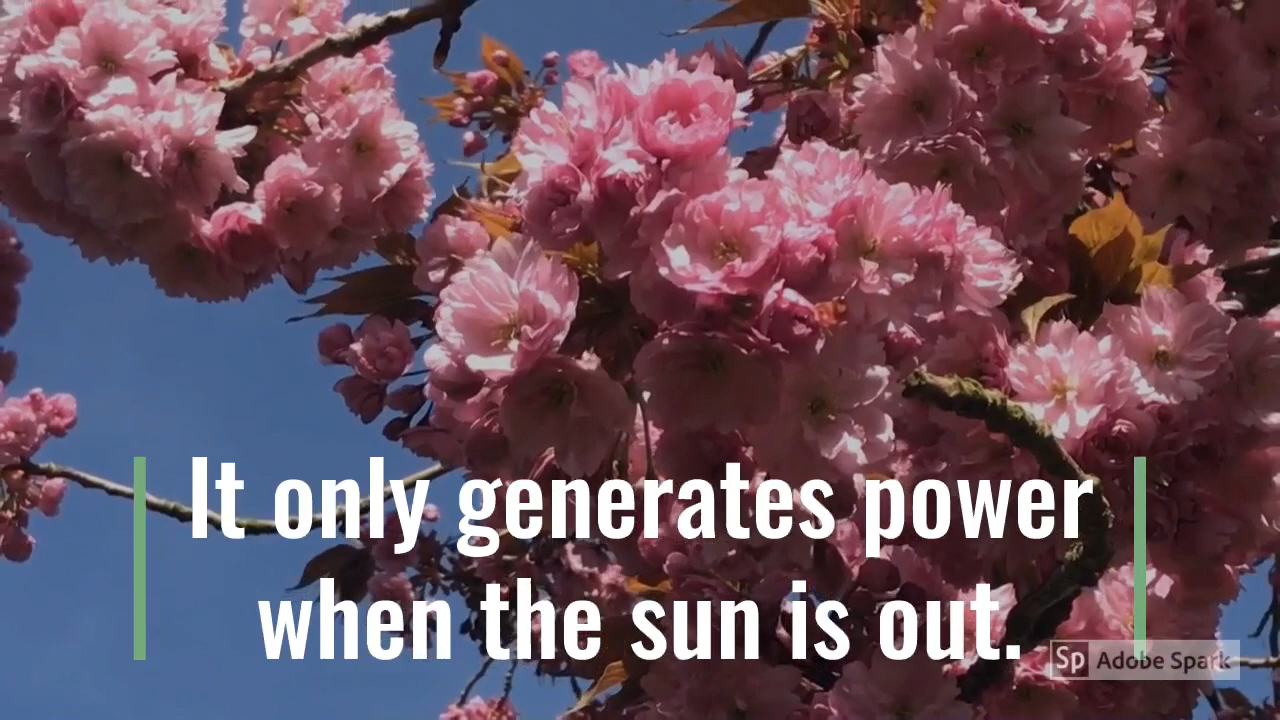 It only generates power
when the sun is out.
Sp Adobe Spark